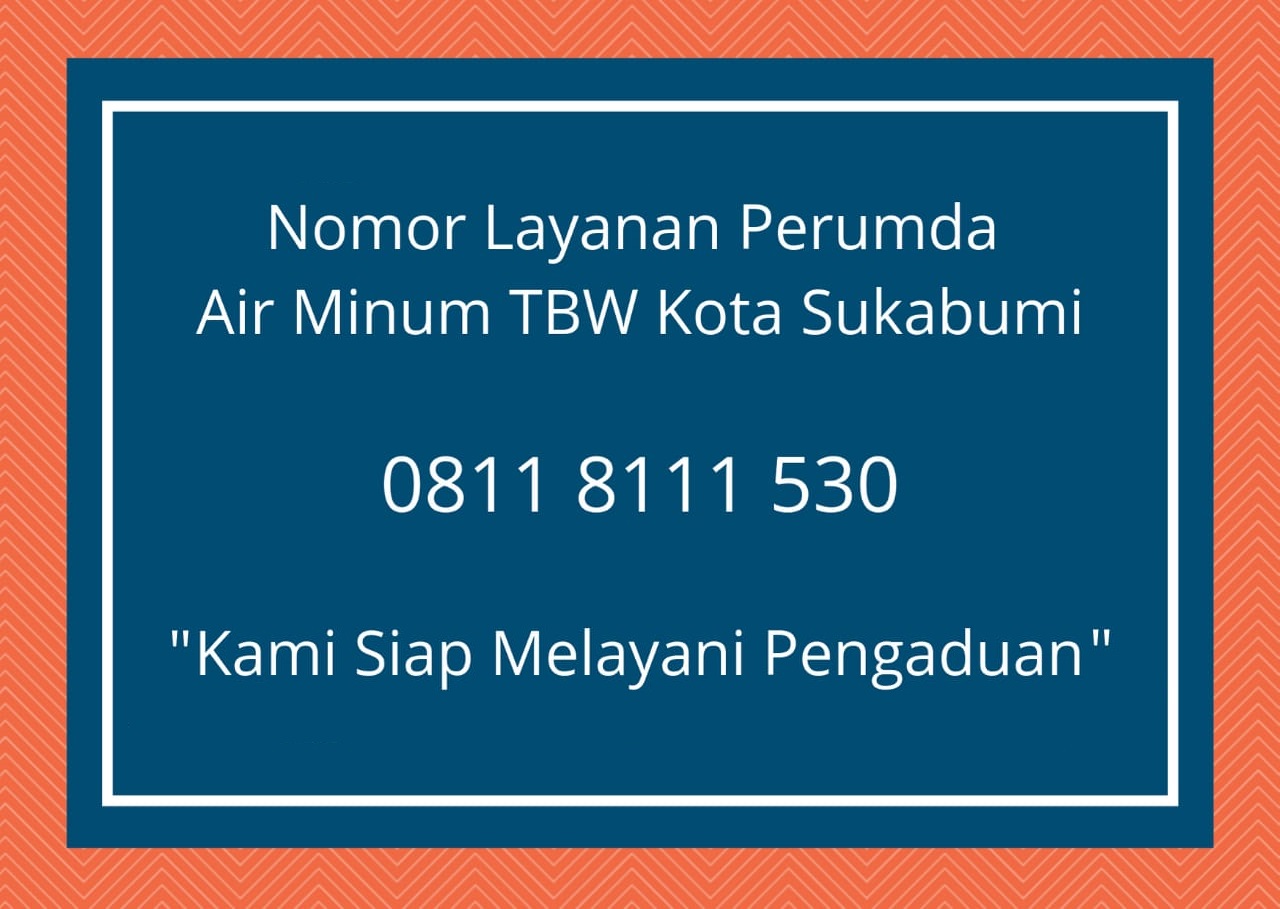 Nomor Layanan Perumda
Air Minum TBW Kota Sukabumi
0811 8111 530
"Kami Siap Melayani Pengaduan"